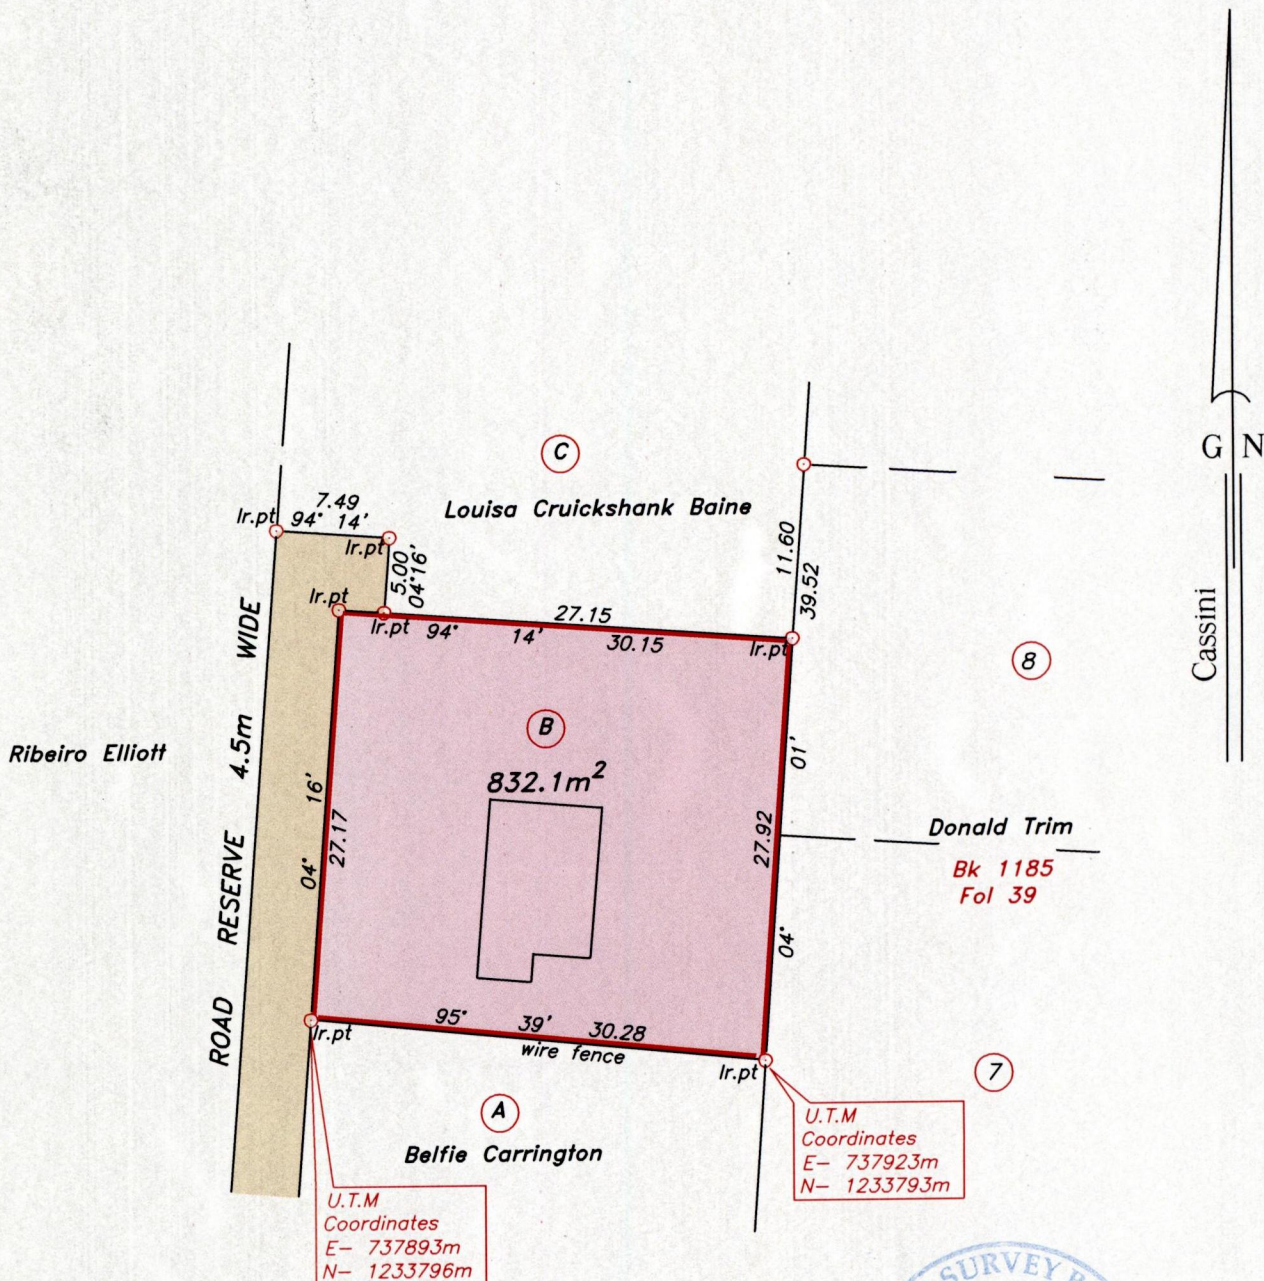 C
Louisa Cruickshank Baine
G N
Cassini
7.49
94° 14'
Ir.pt
Ir.pt
5.00
04°16'
11.60
39.52
Ir.pt
Ir.pt
27.15
94° 14'
30.15
Ir.pt
8
ROAD RESERVE 4.5m WIDE
Ribeiro Elliott
B
832.1m²
04° 16'
27.17
04° 01'
27.92
Donald Trim
Bk 1185
Fol 39
95° 39' 30.28
wire fence
Ir.pt
Ir.pt
7
A
Belfie Carrington
U.T.M
Coordinates
E- 737923m
N- 1233793m
U.T.M
Coordinates
E- 737893m
N- 1233796m
SURVEY